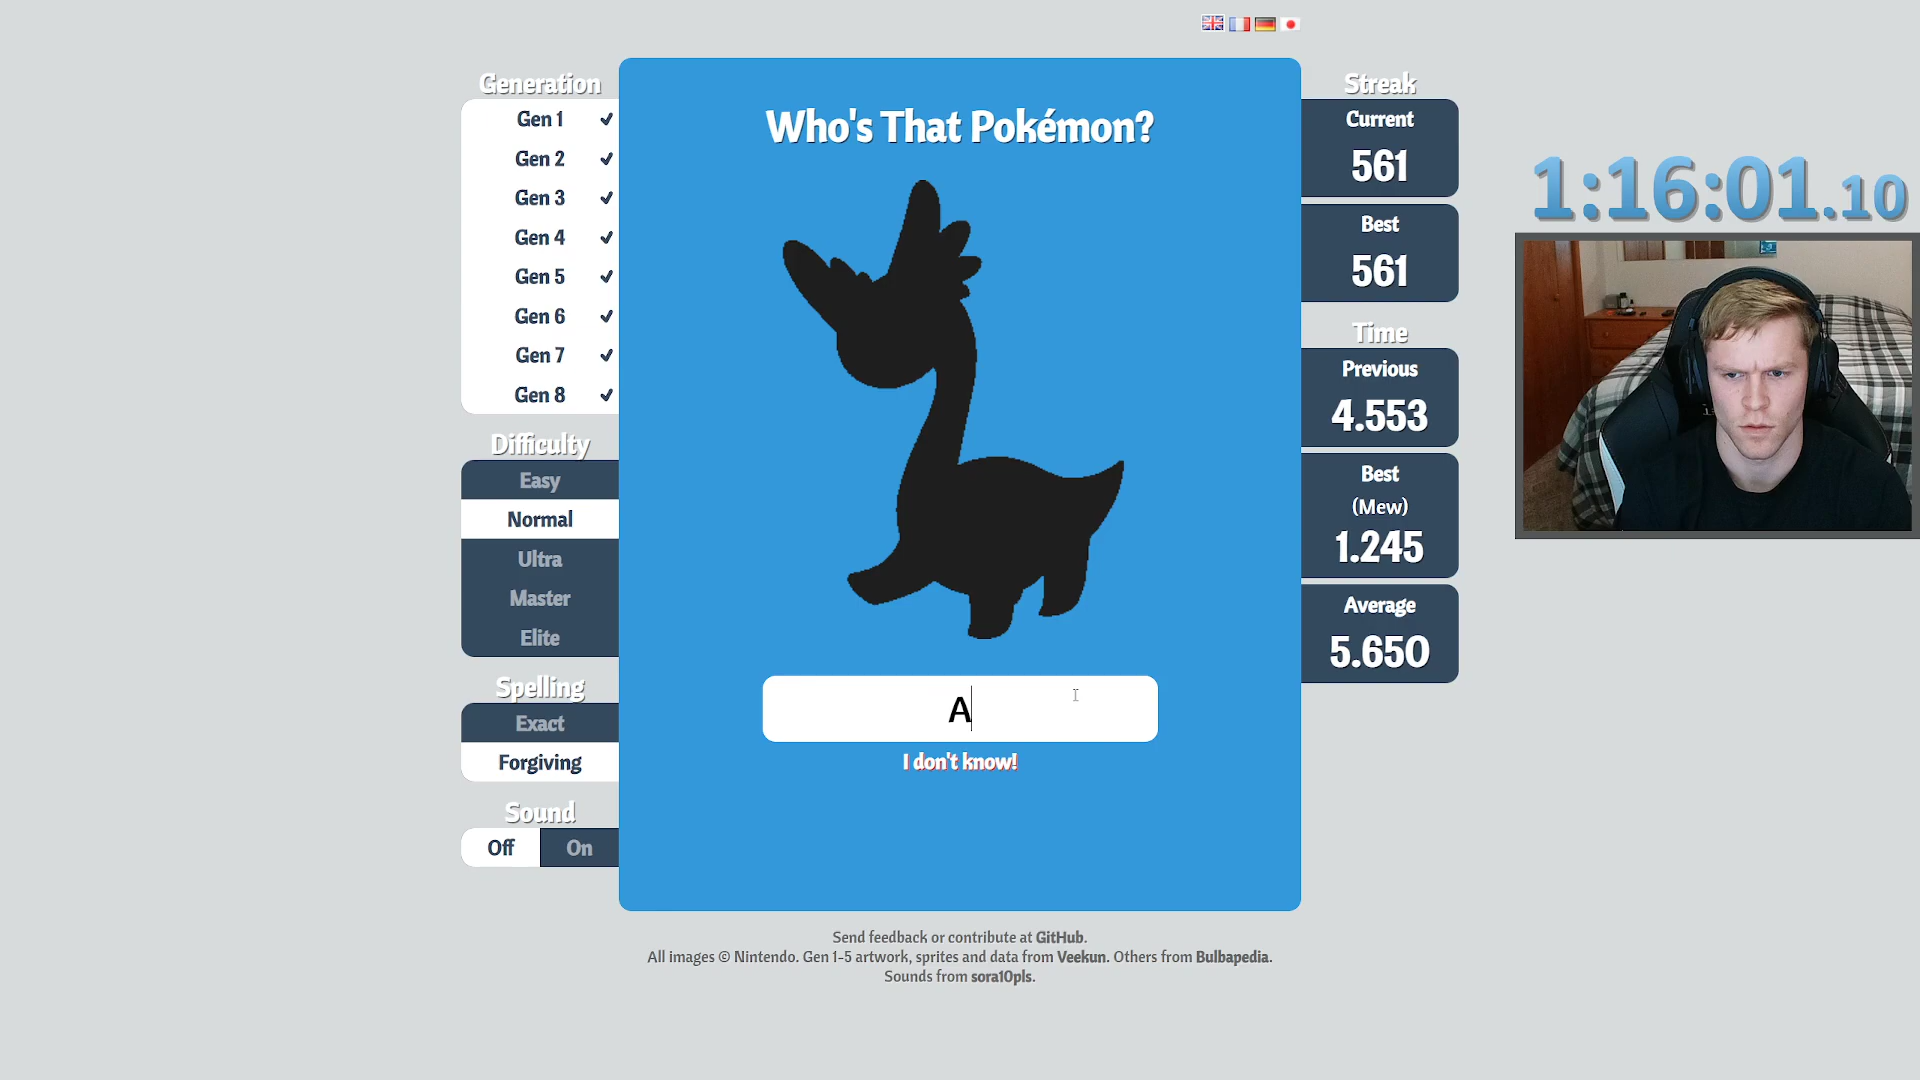 Generation
Gen 1
Gen 2
Gen 3
Gen 4
Gen 5
Gen 6
Gen 7
Gen 8
Difficulty
Easy
Normal
Ultra
Master
Elite
Spelling
Exact
Forgiving
Sound
Off On
Who's That Pokémon?
A
I don't know!
Streak
Current
561
Best
561
Time
Previous
4.553
Best
(Mew)
1.245
Average
5.650
1:16:01.10
Send feedback or contribute at GitHub.
All images © Nintendo. Gen 1-5 artwork, sprites and data from Veekun. Others from Bulbapedia.
Sounds from sora10pls.